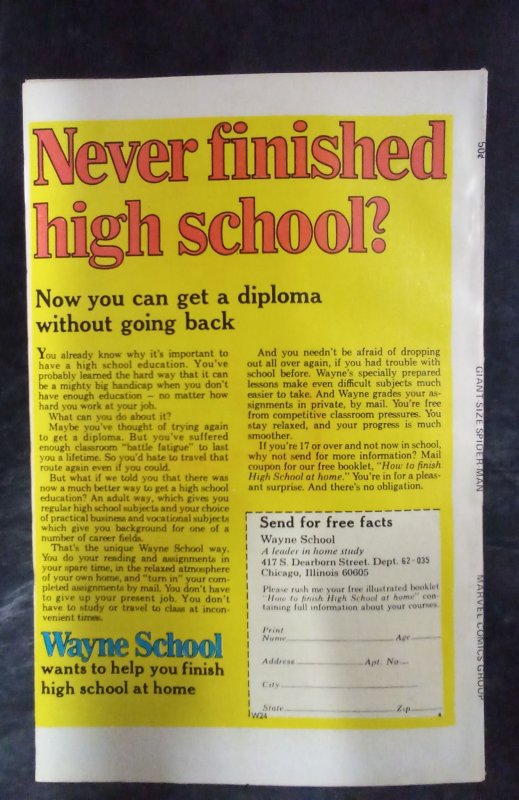 Never finished
high school?
Now you can get a diploma
without going back
You already know why it's important to
have a high school education. You've
probably learned the hard way that it can
be a mighty big handicap when you don't
have enough education – no matter how
hard you work at your job.
What can you do about it?
Maybe you've thought of trying again
to get a diploma. But you've suffered
enough classroom "battle fatigue" to last
you a lifetime. So you'd hate to travel that
route again even if you could.
But what if we told you that there was
now a much better way to get a high school
education? An adult way, which gives you
regular high school subjects and your choice
of practical business and vocational subjects
which give you background for one of a
number of career fields.
That's the unique Wayne School way.
You do your reading and assignments in
your spare time, in the relaxed atmosphere
of your own home, and "turn in" your com-
pleted assignments by mail. You don't have
to give up your present job. You don't
have to study or travel to class at incon-
venient times.
Wayne School
wants to help you finish
high school at home
And you needn't be afraid of dropping
out all over again, if you had trouble with
school before. Wayne's specially prepared
lessons make even difficult subjects much
easier to take. And Wayne grades your as-
signments in private, by mail. You're free
from competitive classroom pressures. You
stay relaxed, and your progress is much
smoother.
If you're 17 or over and not now in school,
why not send for more information? Mail
coupon for our free booklet, "How to finish
High School at home." You're in for a pleas-
ant surprise. And there's no obligation.
Send for free facts
Wayne School
A leader in home study
417 S. Dearborn Street. Dept. 62-035
Chicago, Illinois 60605
Please rush me your free illustrated booklet
"How to finish High School at home" con-
taining full information about your courses.
Print
Name Age
Address Apt. No
City
State Zip
W24
50¢
GIANT-SIZE SPIDER-MAN
MARVEL COMICS GROUP